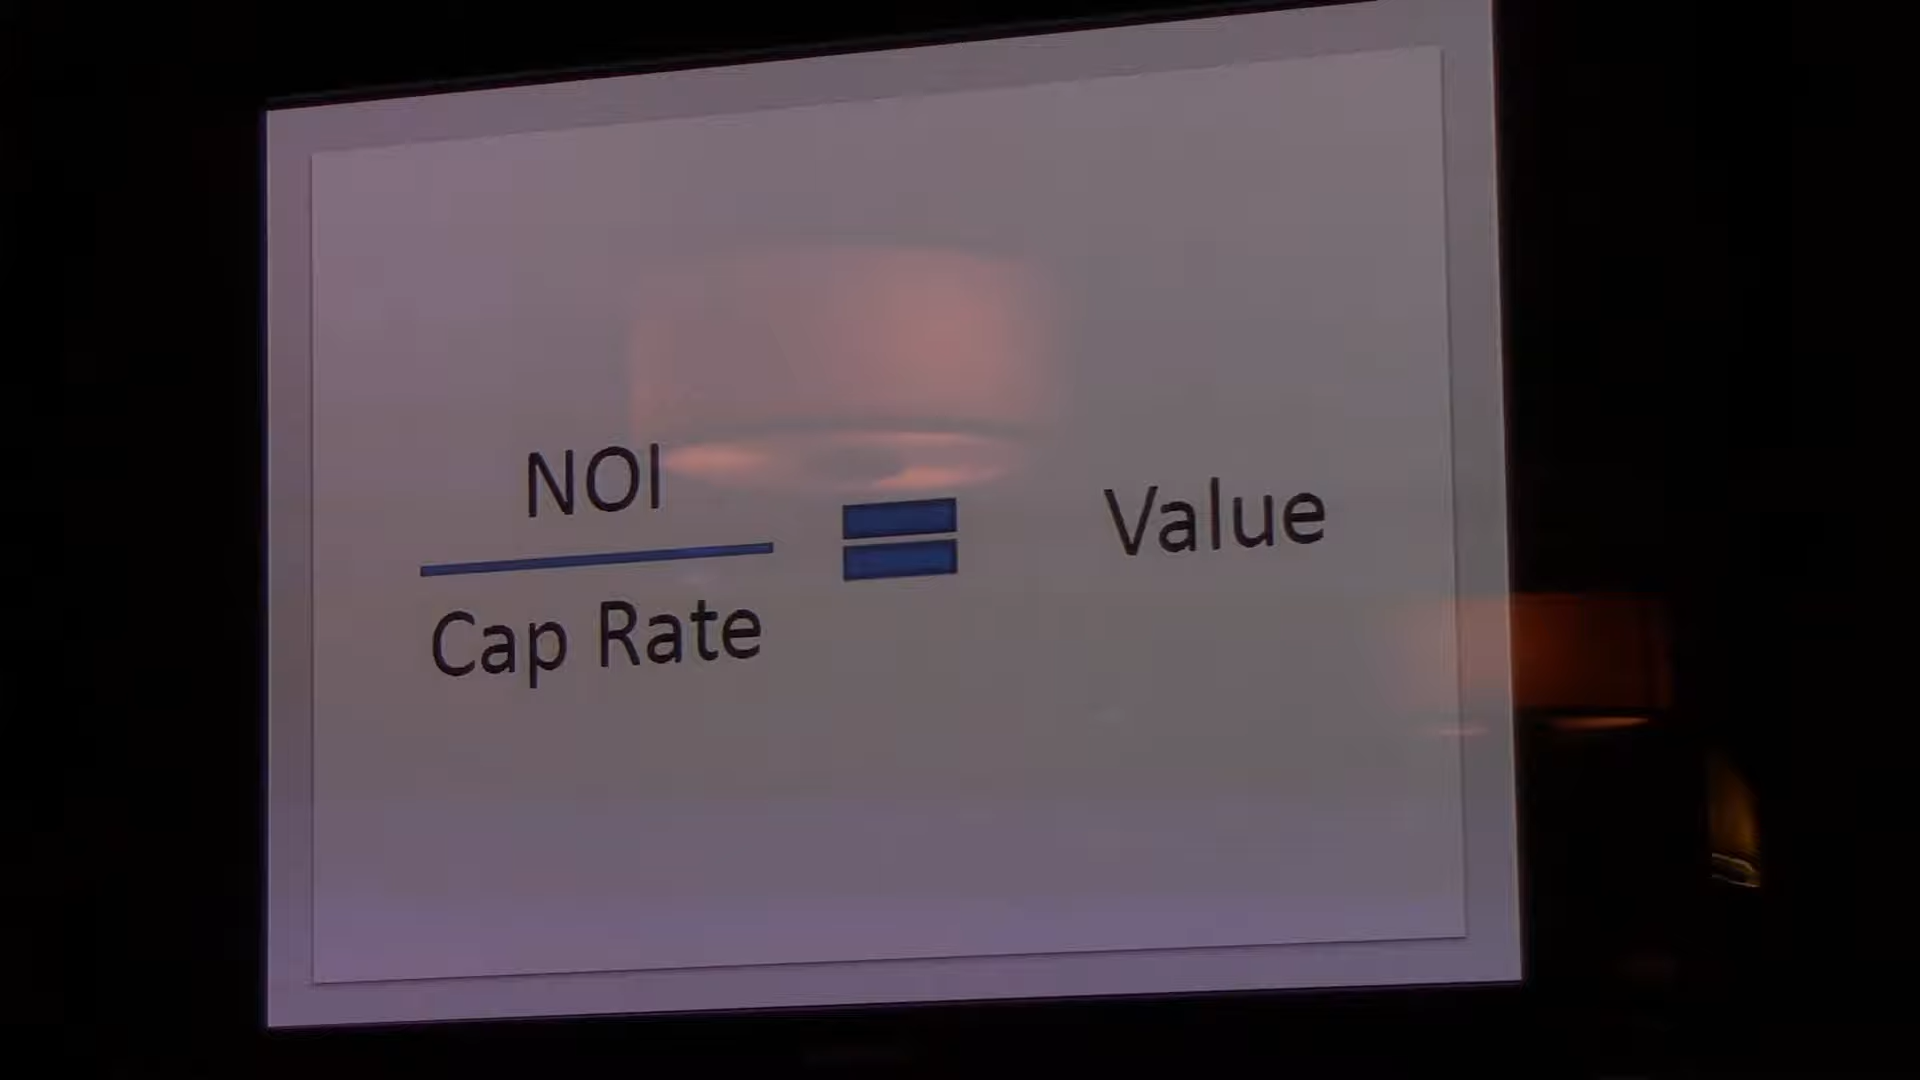 NOI
Cap Rate
=
Value